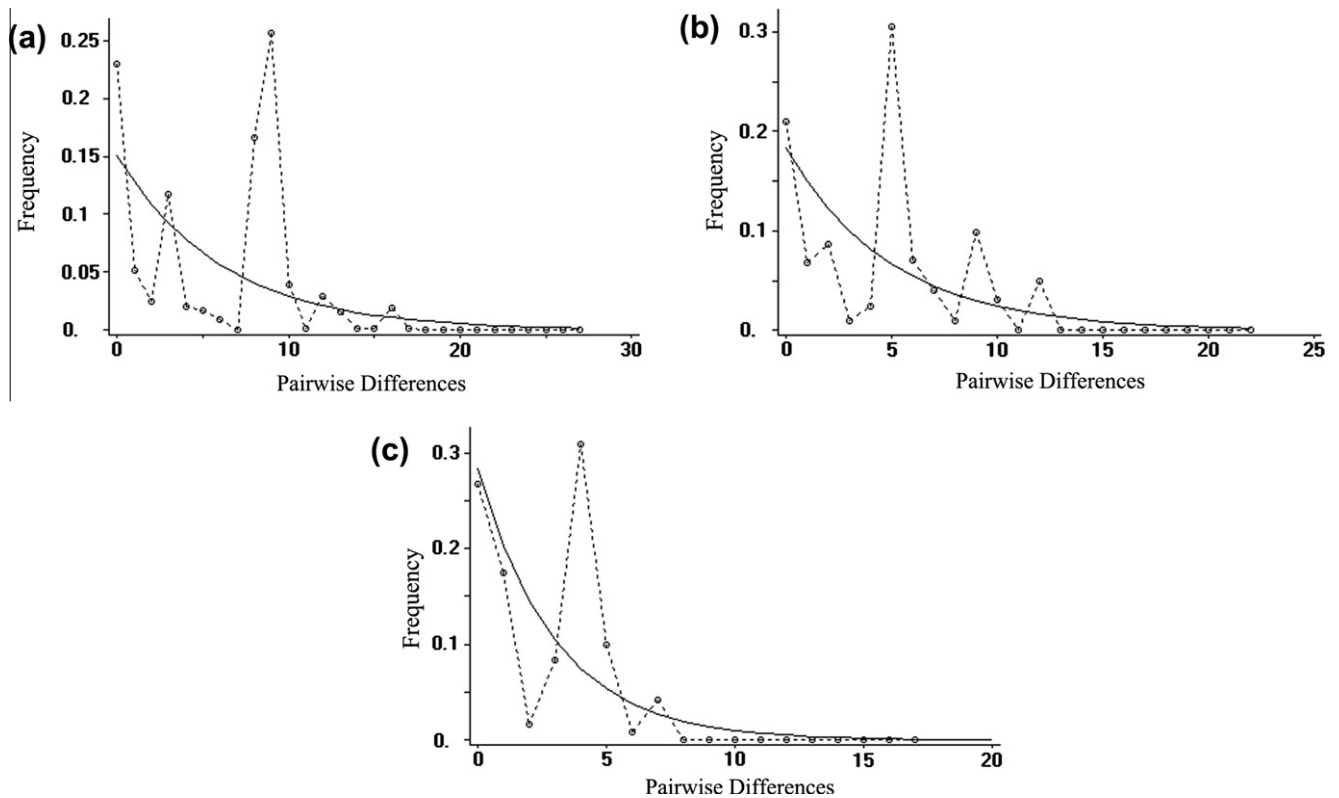 (a)
0.25
0.2
0.15
0.1
0.05
0.
Frequency
0 10 20 30
Pairwise Differences
(b)
0.3
0.2
0.1
0.
Frequency
0 5 10 15 20 25
Pairwise Differences
(c)
0.3
0.2
0.1
0.
Frequency
0 5 10 15 20
Pairwise Differences